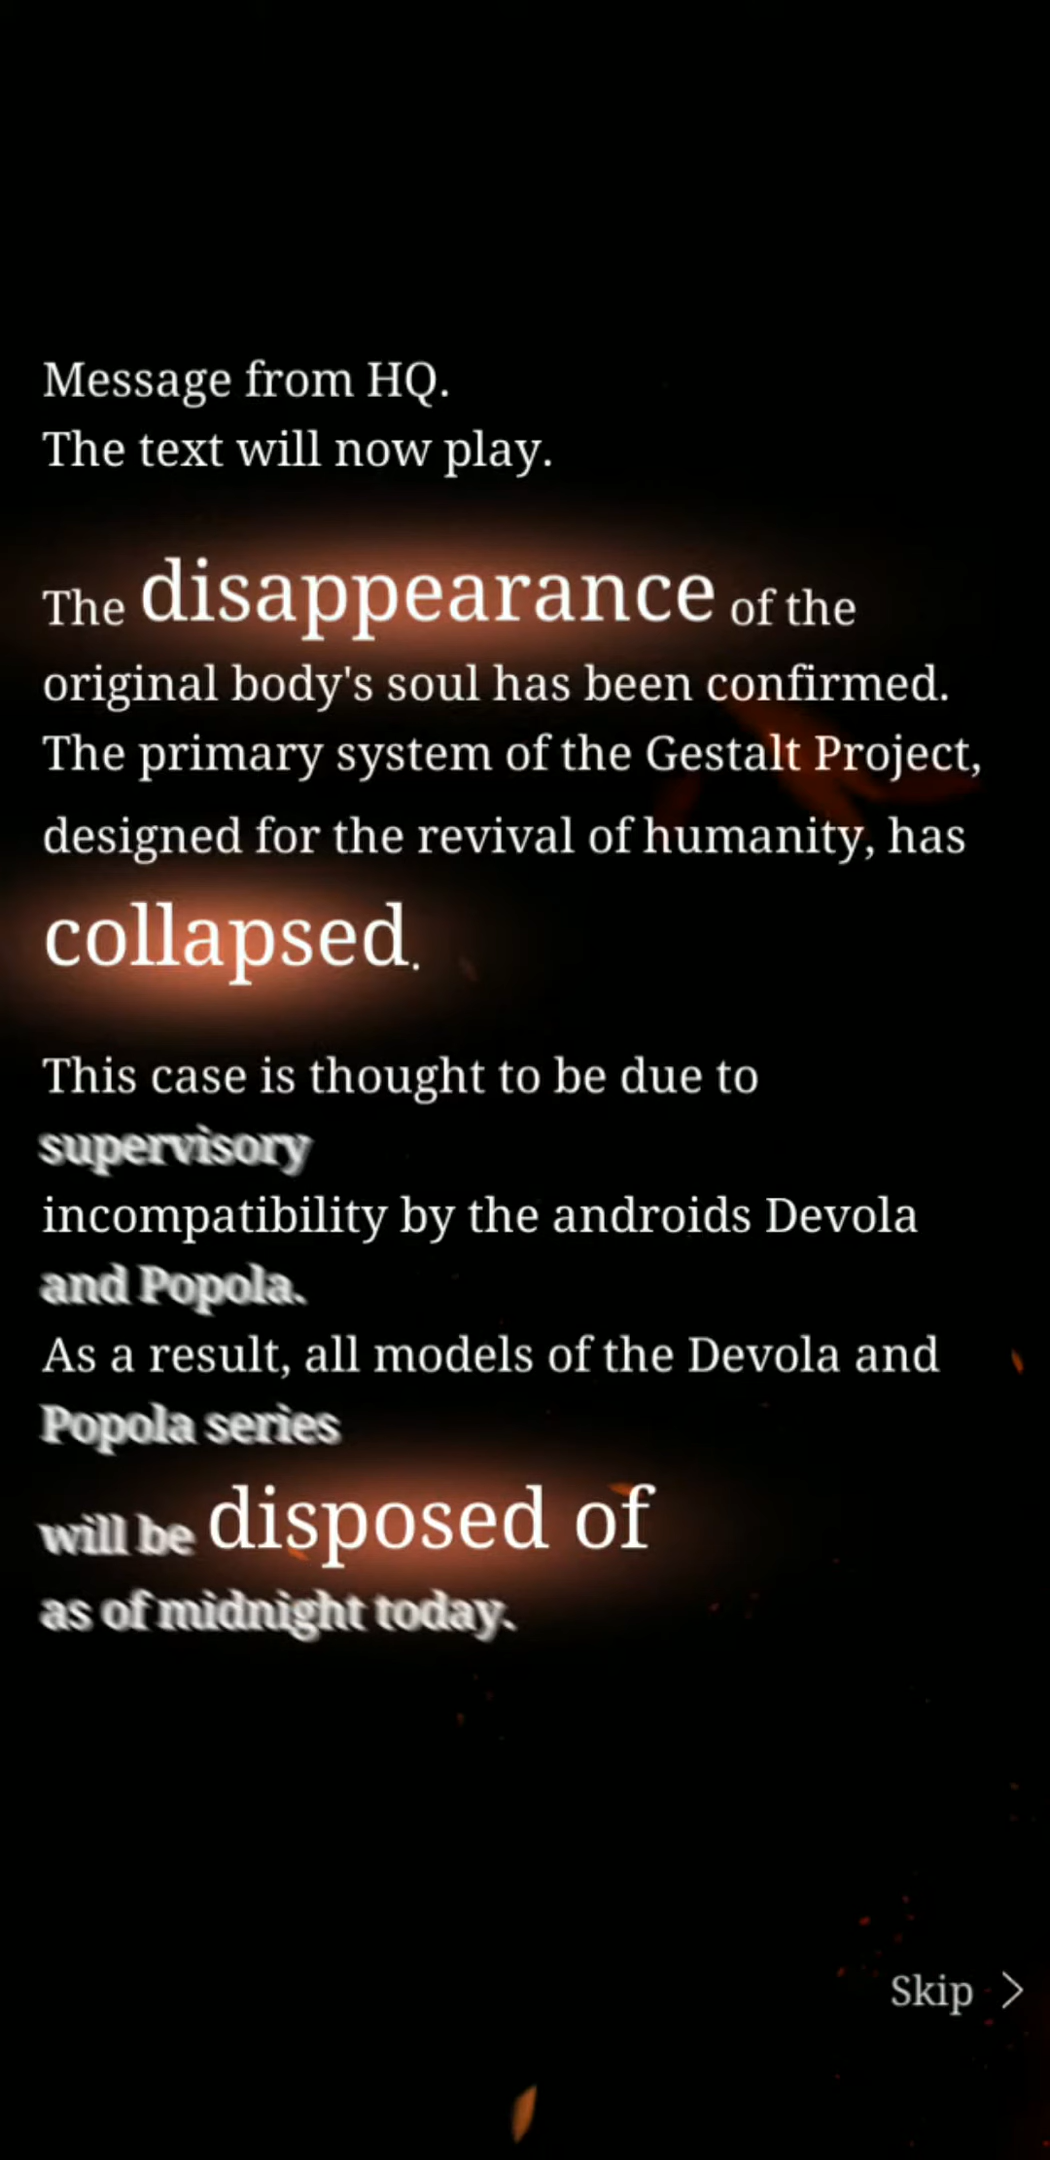 Message from HQ.
The text will now play.
The disappearance of the
original body's soul has been confirmed.
The primary system of the Gestalt Project,
designed for the revival of humanity, has
collapsed.
This case is thought to be due to
supervisory
incompatibility by the androids Devola
and Popola.
As a result, all models of the Devola and
Popola series
will be disposed of
as of midnight today.
Skip >